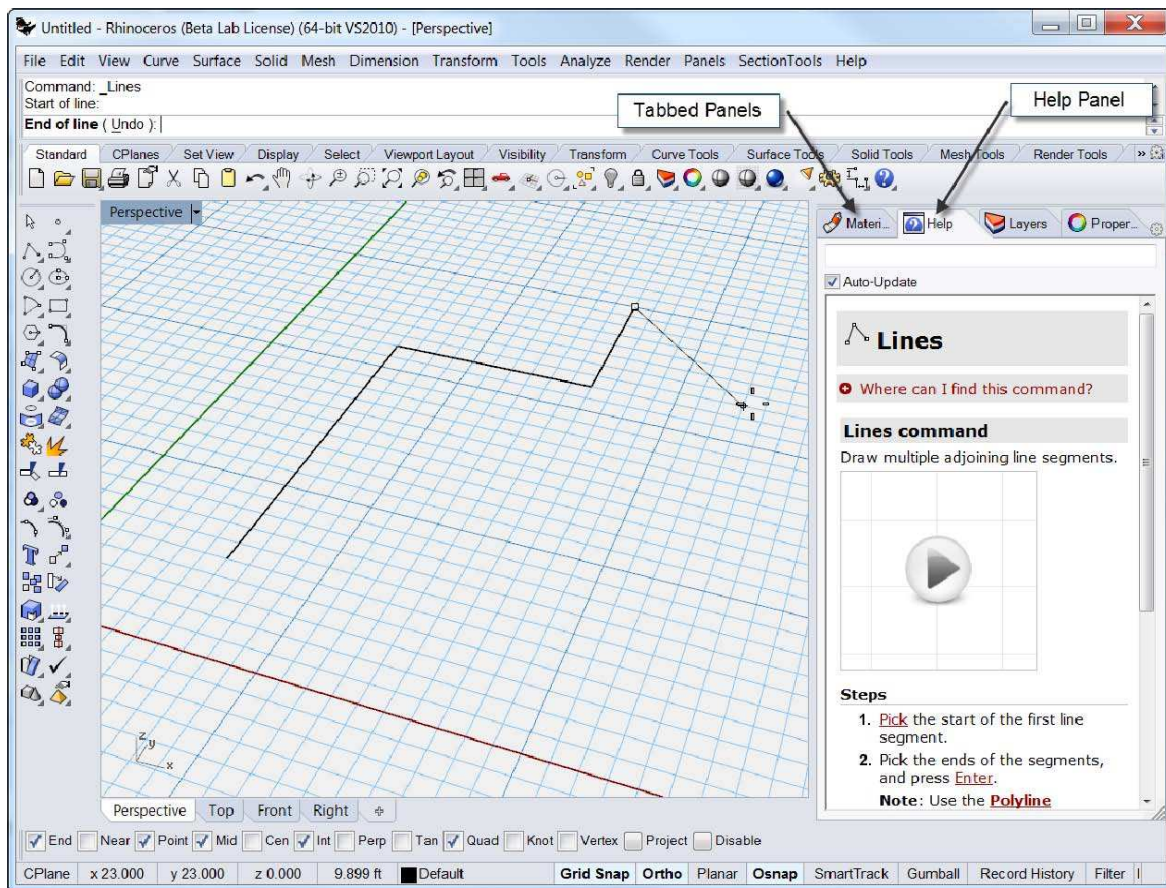 Untitled - Rhinoceros (Beta Lab License) (64-bit VS2010) - [Perspective]
File Edit View Curve Surface Solid Mesh Dimension Transform Tools Analyze Render Panels SectionTools Help
Command: _Lines
Start of line:
End of line ( Undo ):
Tabbed Panels
Help Panel
Standard CPlanes Set View Display Select Viewport Layout Visibility Transform Curve Tools Surface Tools Solid Tools Mesh Tools Render Tools »
Perspective
Materi... Help Layers Proper...
Auto-Update
Lines
Where can I find this command?
Lines command
Draw multiple adjoining line segments.
Steps
1. Pick the start of the first line
segment.
2. Pick the ends of the segments,
and press Enter.
Note: Use the Polyline
z
y
x
Perspective Top Front Right
End Near Point Mid Cen Int Perp Tan Quad Knot Vertex Project Disable
CPlane x 23.000 y 23.000 z 0.000 9.899 ft Default Grid Snap Ortho Planar Osnap SmartTrack Gumball Record History Filter